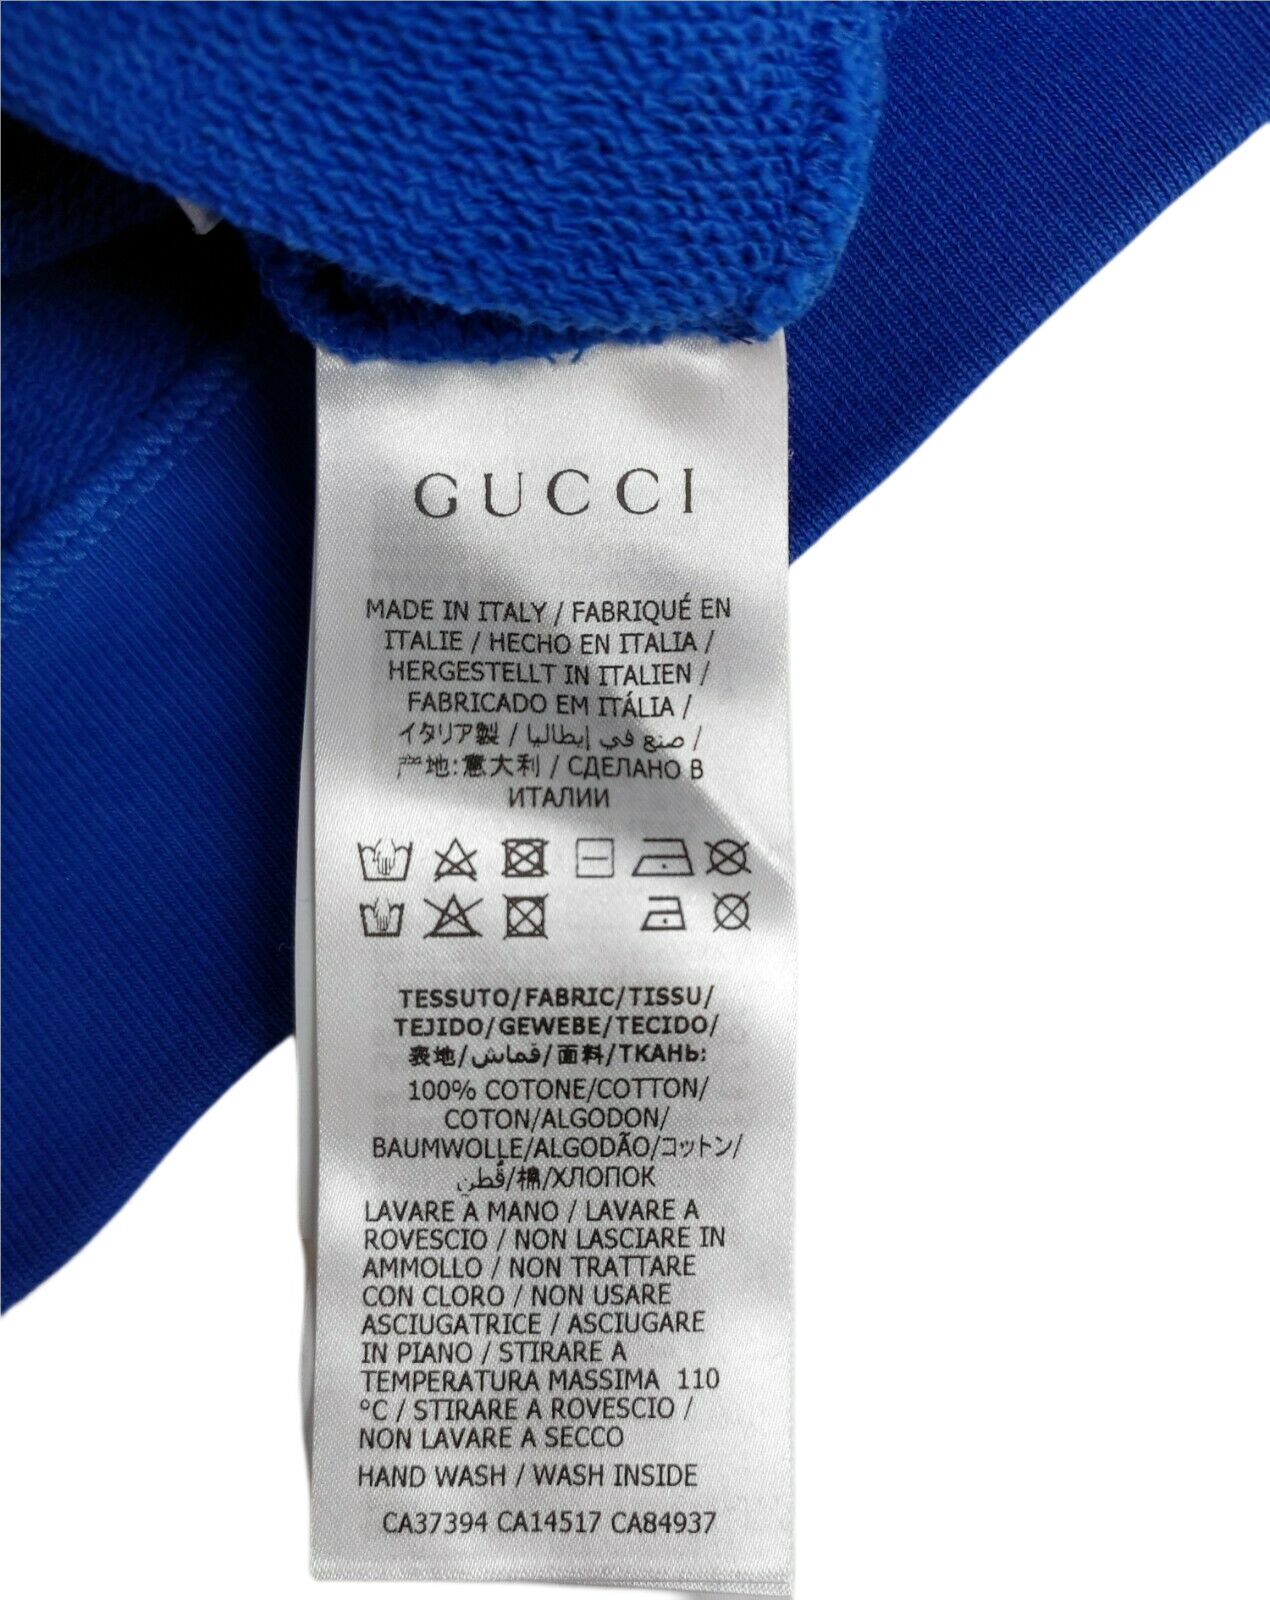 GUCCI
MADE IN ITALY / FABRIQUÉ EN
ITALIE / HECHO EN ITALIA /
HERGESTELLT IN ITALIEN /
FABRICADO EM ITÁLIA /
イタリア製 / صنع في إيطاليا /
产地:意大利 / СДЕЛАНО В
ИТАЛИИ
TESSUTO/FABRIC/TISSU/
TEJIDO/GEWEBE/TECIDO/
表地/قماش/面料/ТКАНЬ:
100% COTONE/COTTON/
COTON/ALGODON/
BAUMWOLLE/ALGODÃO/コットン/
قُطن/棉/ХЛОПОК
LAVARE A MANO / LAVARE A
ROVESCIO / NON LASCIARE IN
AMMOLLO / NON TRATTARE
CON CLORO / NON USARE
ASCIUGATRICE / ASCIUGARE
IN PIANO / STIRARE A
TEMPERATURA MASSIMA 110
°C / STIRARE A ROVESCIO /
NON LAVARE A SECCO
HAND WASH / WASH INSIDE
CA37394 CA14517 CA84937